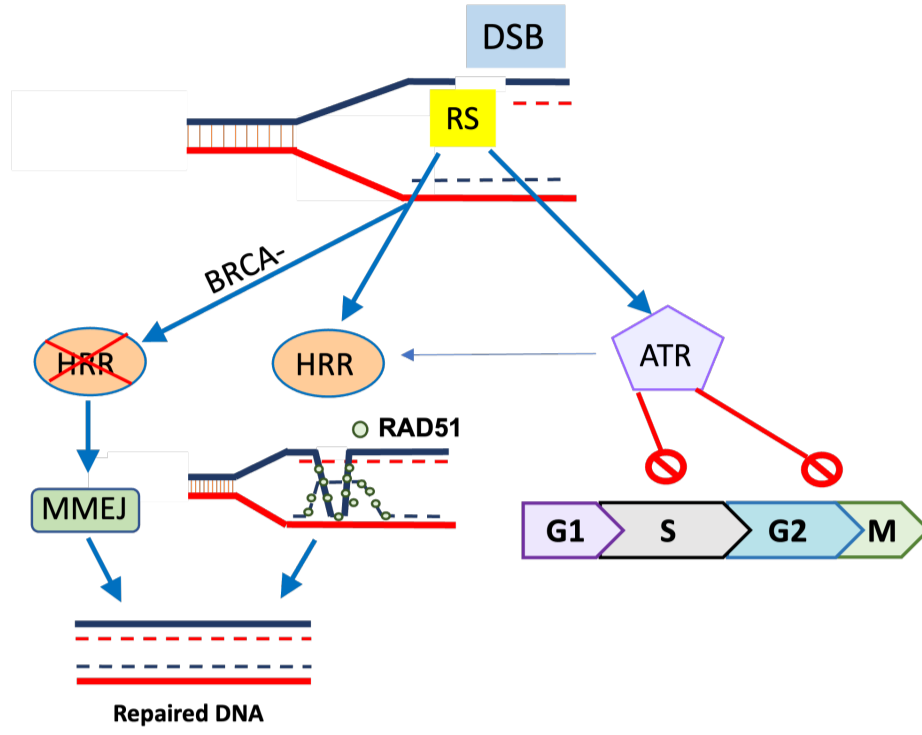 DSB
RS
BRCA-
HRR
HRR
ATR
RAD51
MMEJ
G1
S
G2
M
Repaired DNA